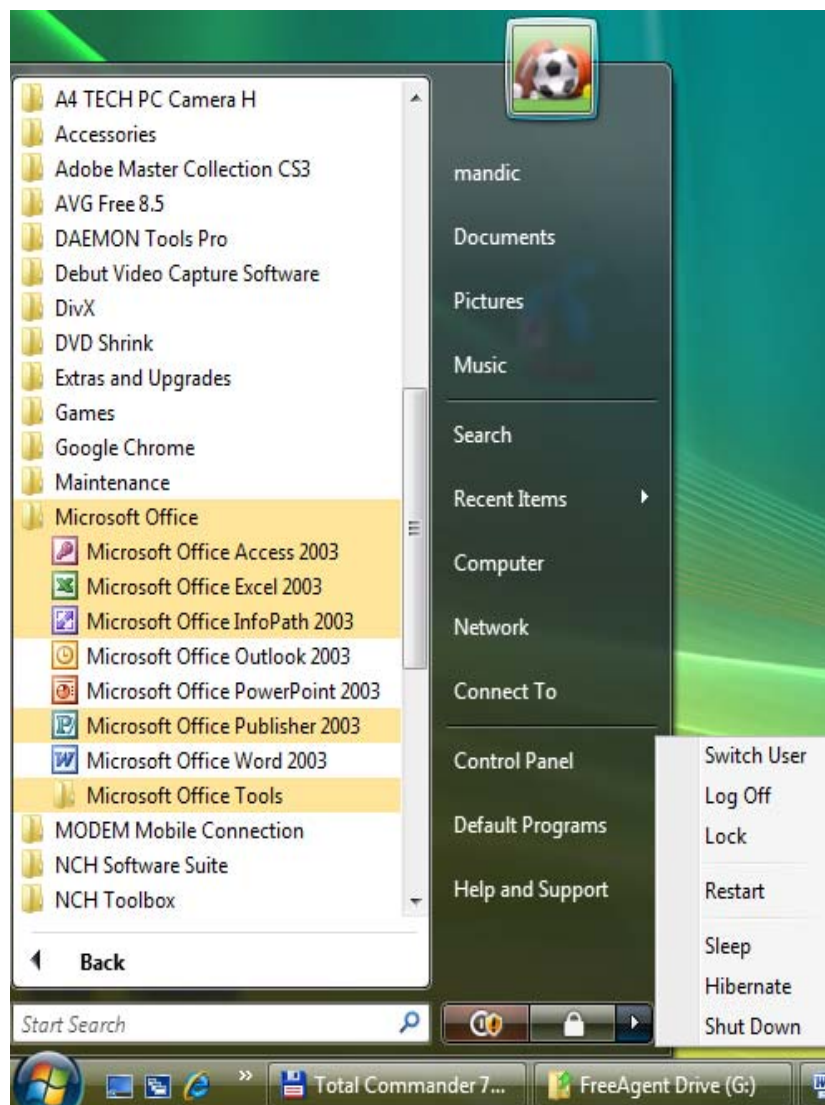 A4 TECH PC Camera H
Accessories
Adobe Master Collection CS3
AVG Free 8.5
DAEMON Tools Pro
Debut Video Capture Software
DivX
DVD Shrink
Extras and Upgrades
Games
Google Chrome
Maintenance
Microsoft Office
Microsoft Office Access 2003
Microsoft Office Excel 2003
Microsoft Office InfoPath 2003
Microsoft Office Outlook 2003
Microsoft Office PowerPoint 2003
Microsoft Office Publisher 2003
Microsoft Office Word 2003
Microsoft Office Tools
MODEM Mobile Connection
NCH Software Suite
NCH Toolbox
Back
Start Search
mandic
Documents
Pictures
Music
Search
Recent Items
Computer
Network
Connect To
Control Panel
Default Programs
Help and Support
Switch User
Log Off
Lock
Restart
Sleep
Hibernate
Shut Down
» Total Commander 7... FreeAgent Drive (G:)